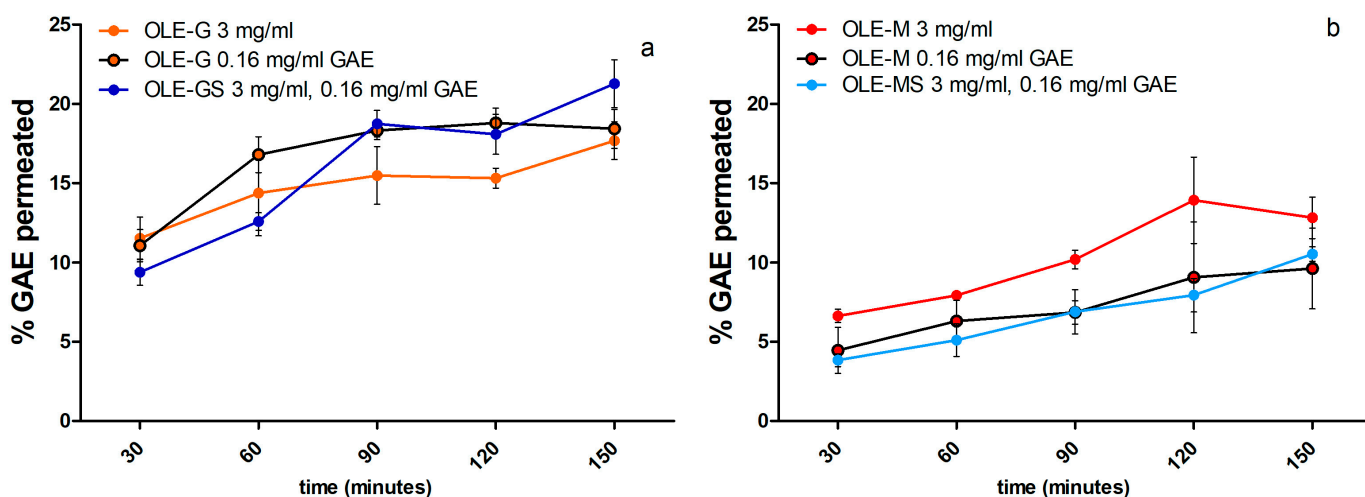 a
OLE-G 3 mg/ml
OLE-G 0.16 mg/ml GAE
OLE-GS 3 mg/ml, 0.16 mg/ml GAE
% GAE permeated
25
20
15
10
5
0
30 60 90 120 150
time (minutes)
b
OLE-M 3 mg/ml
OLE-M 0.16 mg/ml GAE
OLE-MS 3 mg/ml, 0.16 mg/ml GAE
% GAE permeated
25
20
15
10
5
0
30 60 90 120 150
time (minutes)